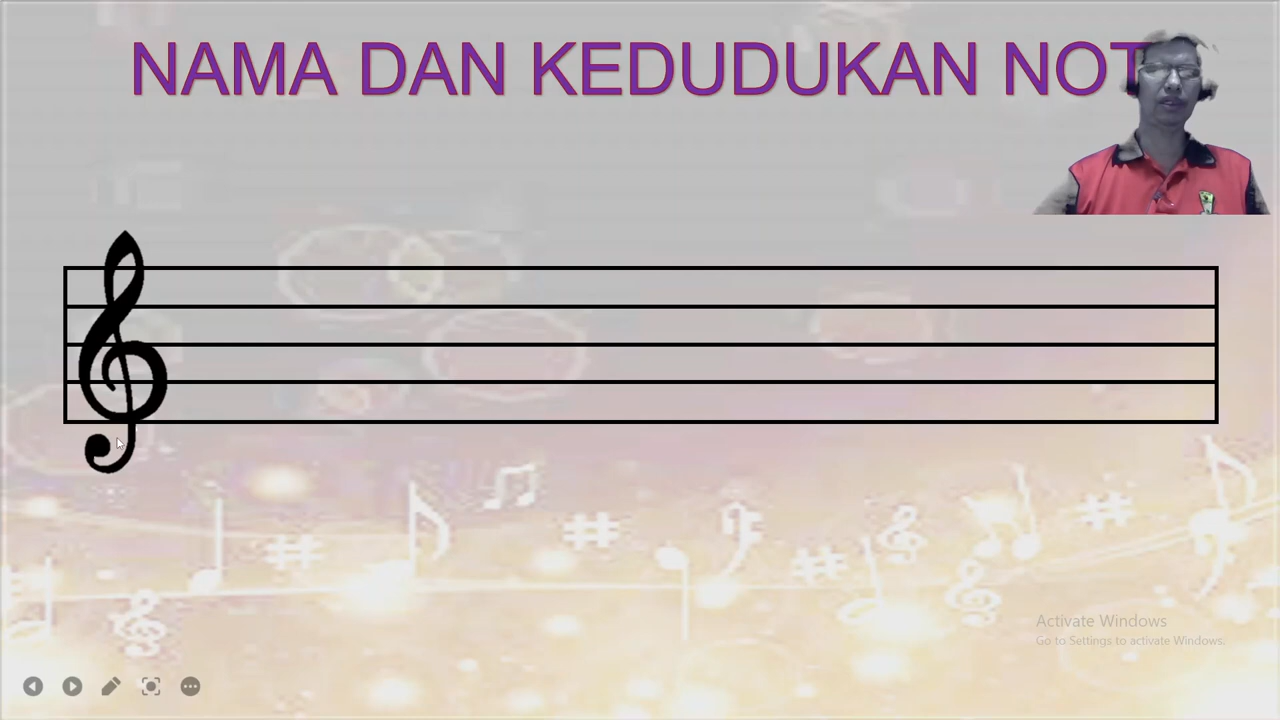 NAMA DAN KEDUDUKAN NOT
Activate Windows
Go to Settings to activate Windows.